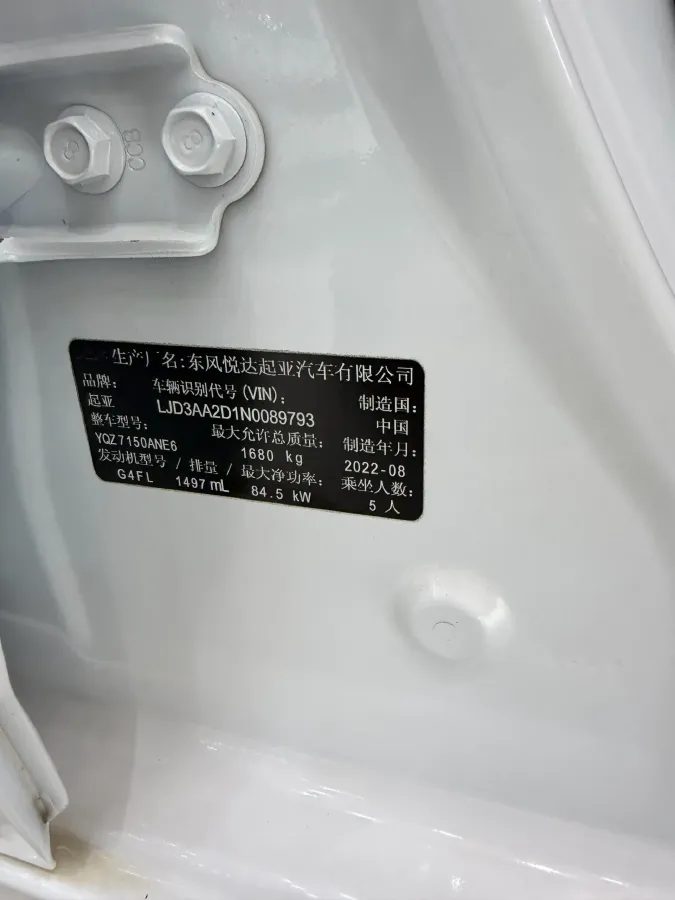 CCB
8
8
生产厂名:东风悦达起亚汽车有限公司
品牌: 车辆识别代号(VIN): 制造国:
起亚 LJD3AA2D1N0089793 中国
整车型号: 最大允许总质量: 制造年月:
YQZ7150ANE6 1680 kg 2022-08
发动机型号 / 排量 / 最大净功率: 乘坐人数:
G4FL 1497 mL 84.5 kW 5 人